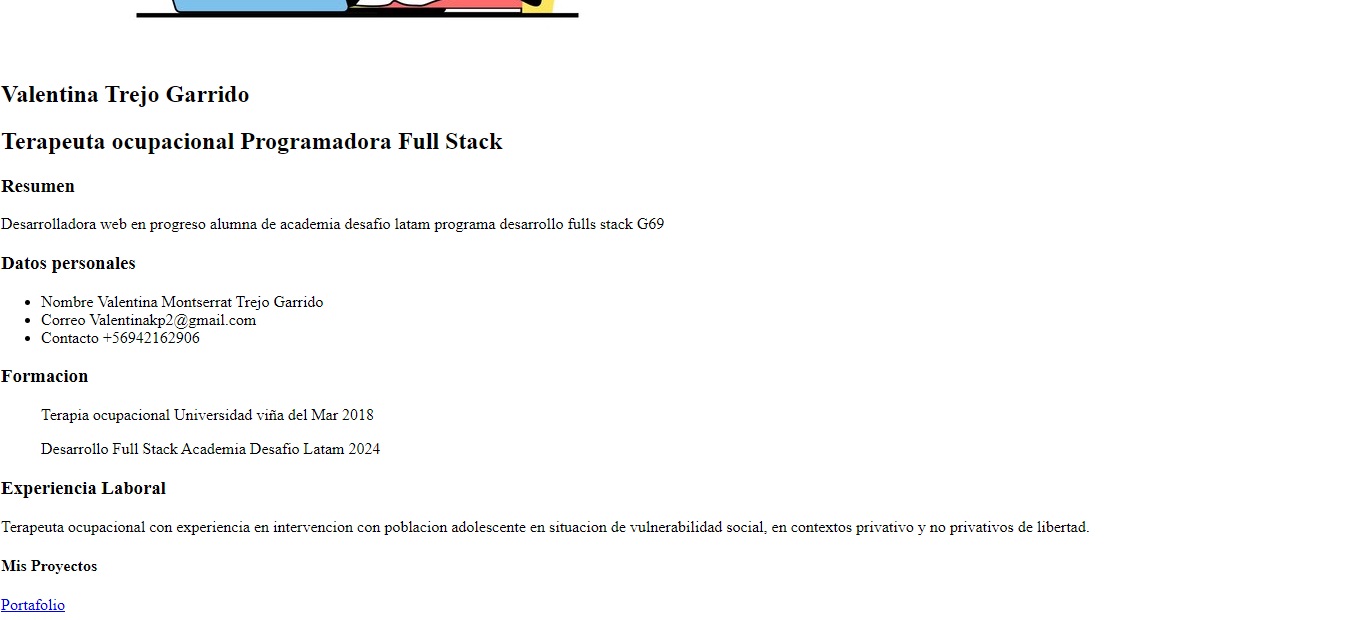 Valentina Trejo Garrido
Terapeuta ocupacional Programadora Full Stack
Resumen
Desarrolladora web en progreso alumna de academia desafio latam programa desarrollo fulls stack G69
Datos personales
Nombre Valentina Montserrat Trejo Garrido
Correo Valentinakp2@gmail.com
Contacto +56942162906
Formacion
Terapia ocupacional Universidad viña del Mar 2018
Desarrollo Full Stack Academia Desafio Latam 2024
Experiencia Laboral
Terapeuta ocupacional con experiencia en intervencion con poblacion adolescente en situacion de vulnerabilidad social, en contextos privativo y no privativos de libertad.
Mis Proyectos
Portafolio